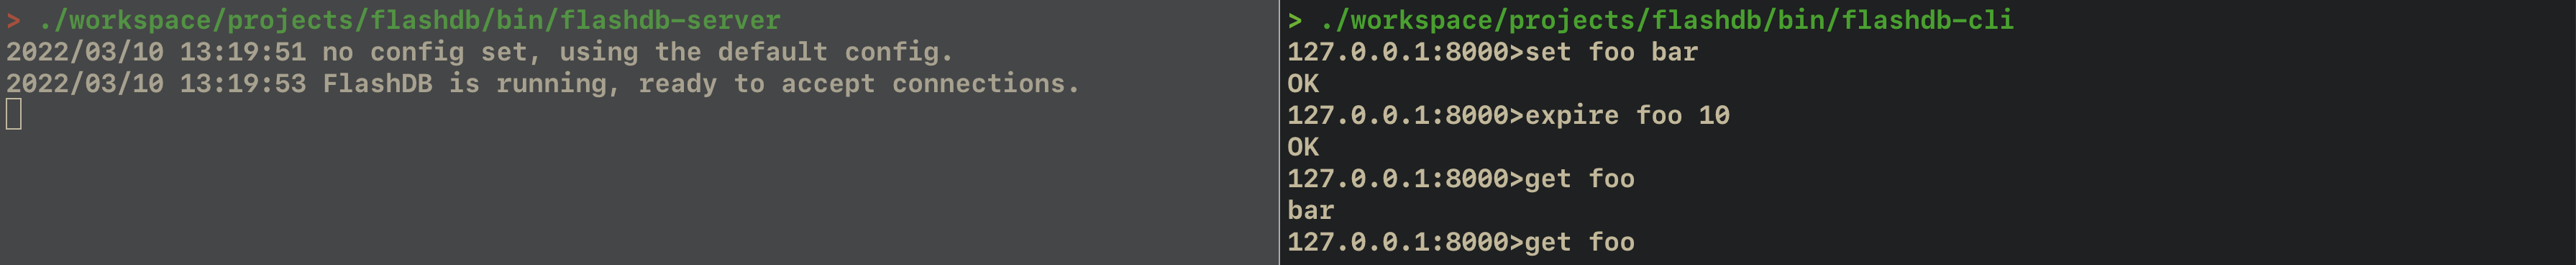 > ./workspace/projects/flashdb/bin/flashdb-server
2022/03/10 13:19:51 no config set, using the default config.
2022/03/10 13:19:53 FlashDB is running, ready to accept connections.
> ./workspace/projects/flashdb/bin/flashdb-cli
127.0.0.1:8000>set foo bar
OK
127.0.0.1:8000>expire foo 10
OK
127.0.0.1:8000>get foo
bar
127.0.0.1:8000>get foo